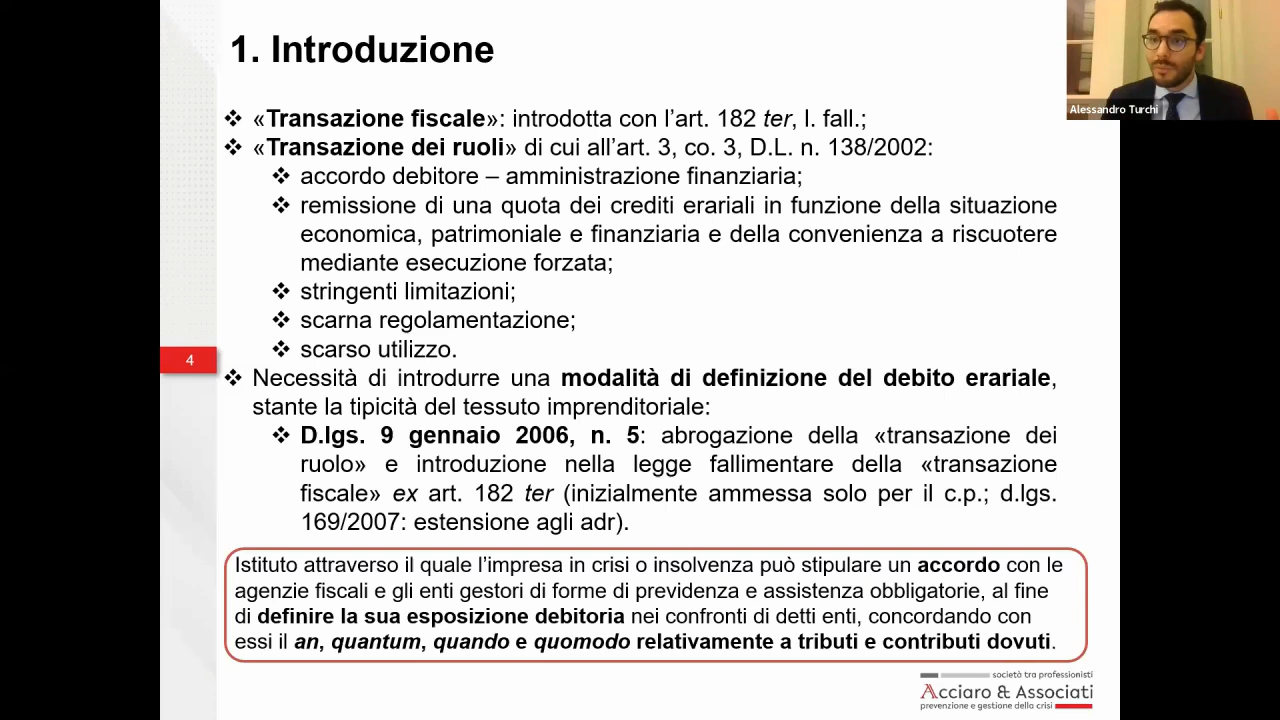 1. Introduzione
Alessandro Turchi
❖ «Transazione fiscale»: introdotta con l’art. 182 ter, l. fall.;
❖ «Transazione dei ruoli» di cui all’art. 3, co. 3, D.L. n. 138/2002:
❖ accordo debitore – amministrazione finanziaria;
❖ remissione di una quota dei crediti erariali in funzione della situazione
economica, patrimoniale e finanziaria e della convenienza a riscuotere
mediante esecuzione forzata;
❖ stringenti limitazioni;
❖ scarna regolamentazione;
❖ scarso utilizzo.
4
❖ Necessità di introdurre una modalità di definizione del debito erariale,
stante la tipicità del tessuto imprenditoriale:
❖ D.lgs. 9 gennaio 2006, n. 5: abrogazione della «transazione dei
ruolo» e introduzione nella legge fallimentare della «transazione
fiscale» ex art. 182 ter (inizialmente ammessa solo per il c.p.; d.lgs.
169/2007: estensione agli adr).
Istituto attraverso il quale l’impresa in crisi o insolvenza può stipulare un accordo con le
agenzie fiscali e gli enti gestori di forme di previdenza e assistenza obbligatorie, al fine
di definire la sua esposizione debitoria nei confronti di detti enti, concordando con
essi il an, quantum, quando e quomodo relativamente a tributi e contributi dovuti.
società tra professionisti
Acciaro & Associati
prevenzione e gestione della crisi